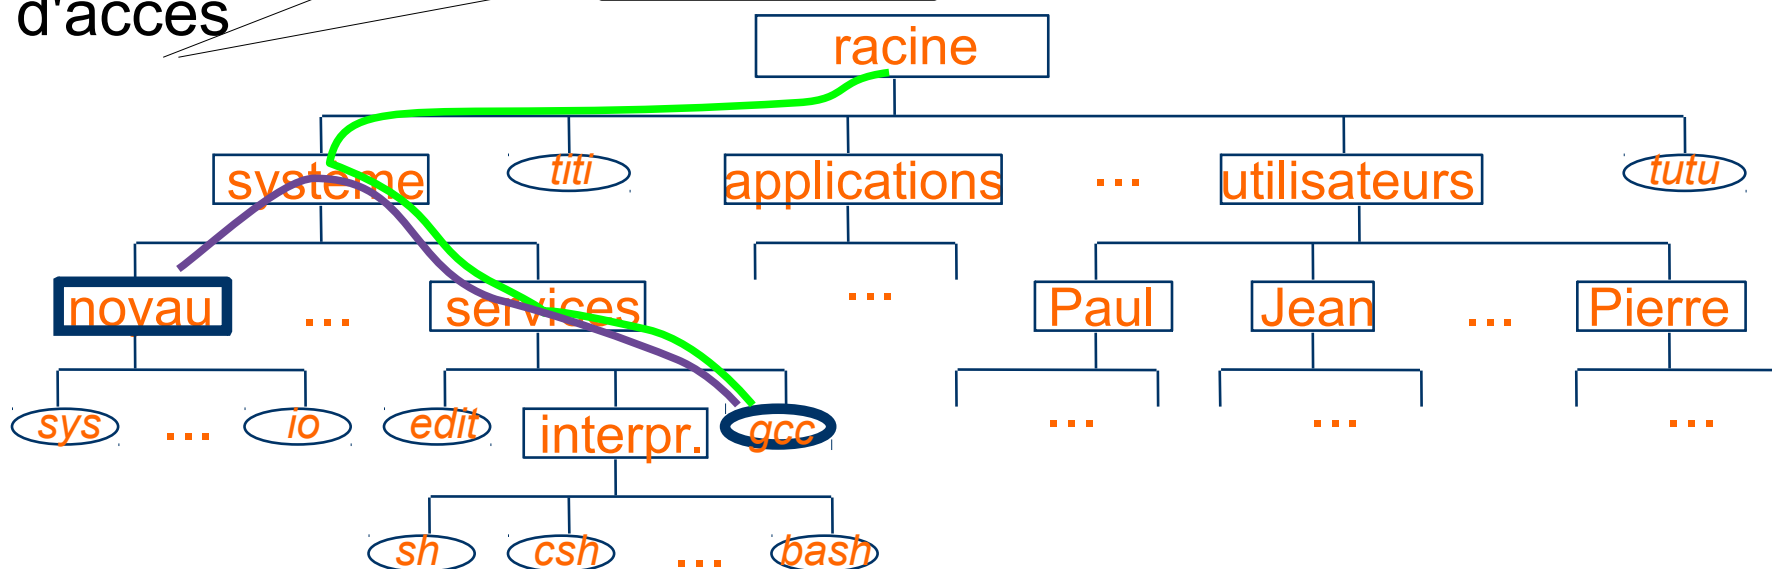 d'accès
racine
système
titi
applications
...
utilisateurs
tutu
noyau
...
services
...
Paul
Jean
...
Pierre
sys
...
io
edit
interpr.
gcc
...
...
...
sh
csh
...
bash